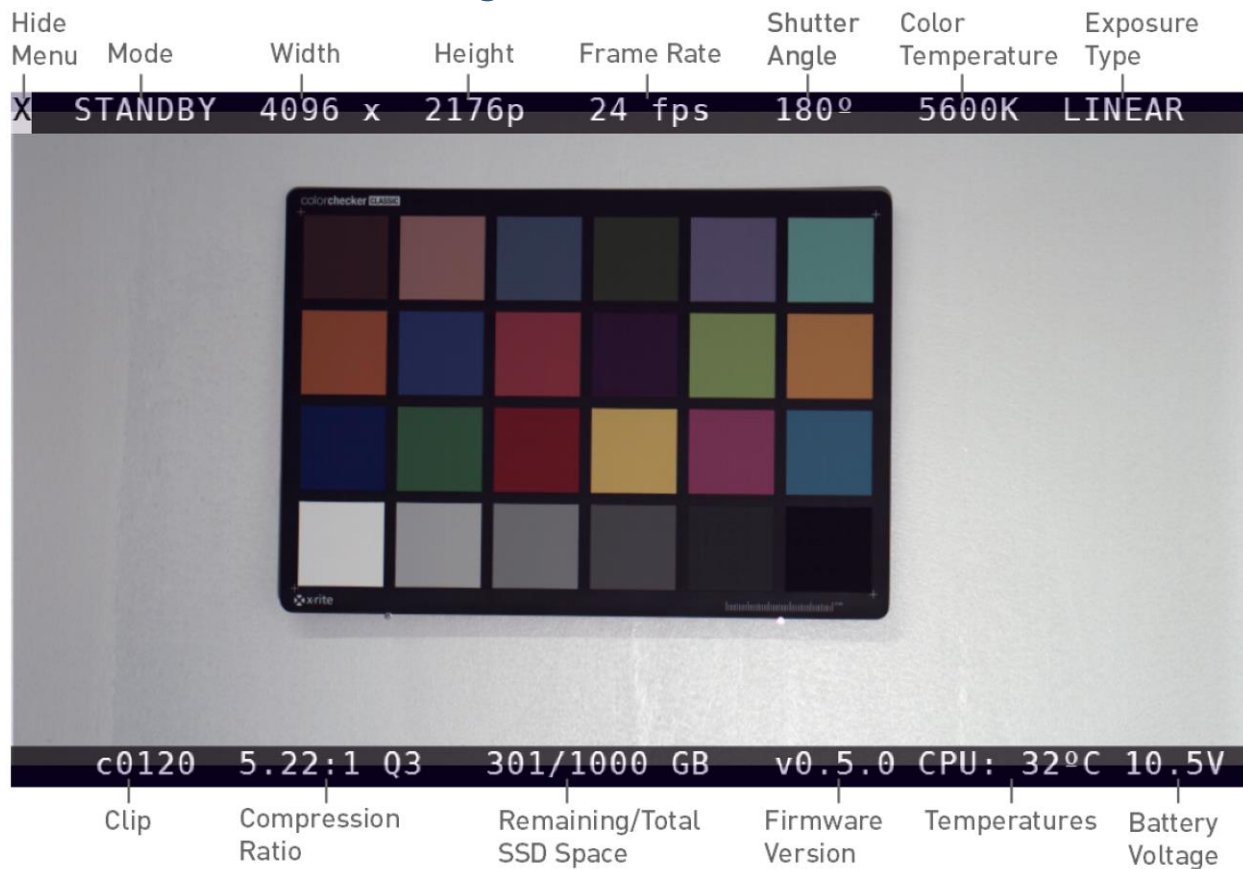 Hide Menu
Mode
Width
Height
Frame Rate
Shutter Angle
Color Temperature
Exposure Type
X STANDBY 4096 x 2176p 24 fps 180º 5600K LINEAR
colorchecker CLASSIC
x-rite
c0120 5.22:1 Q3 301/1000 GB v0.5.0 CPU: 32ºC 10.5V
Clip
Compression Ratio
Remaining/Total SSD Space
Firmware Version
Temperatures
Battery Voltage